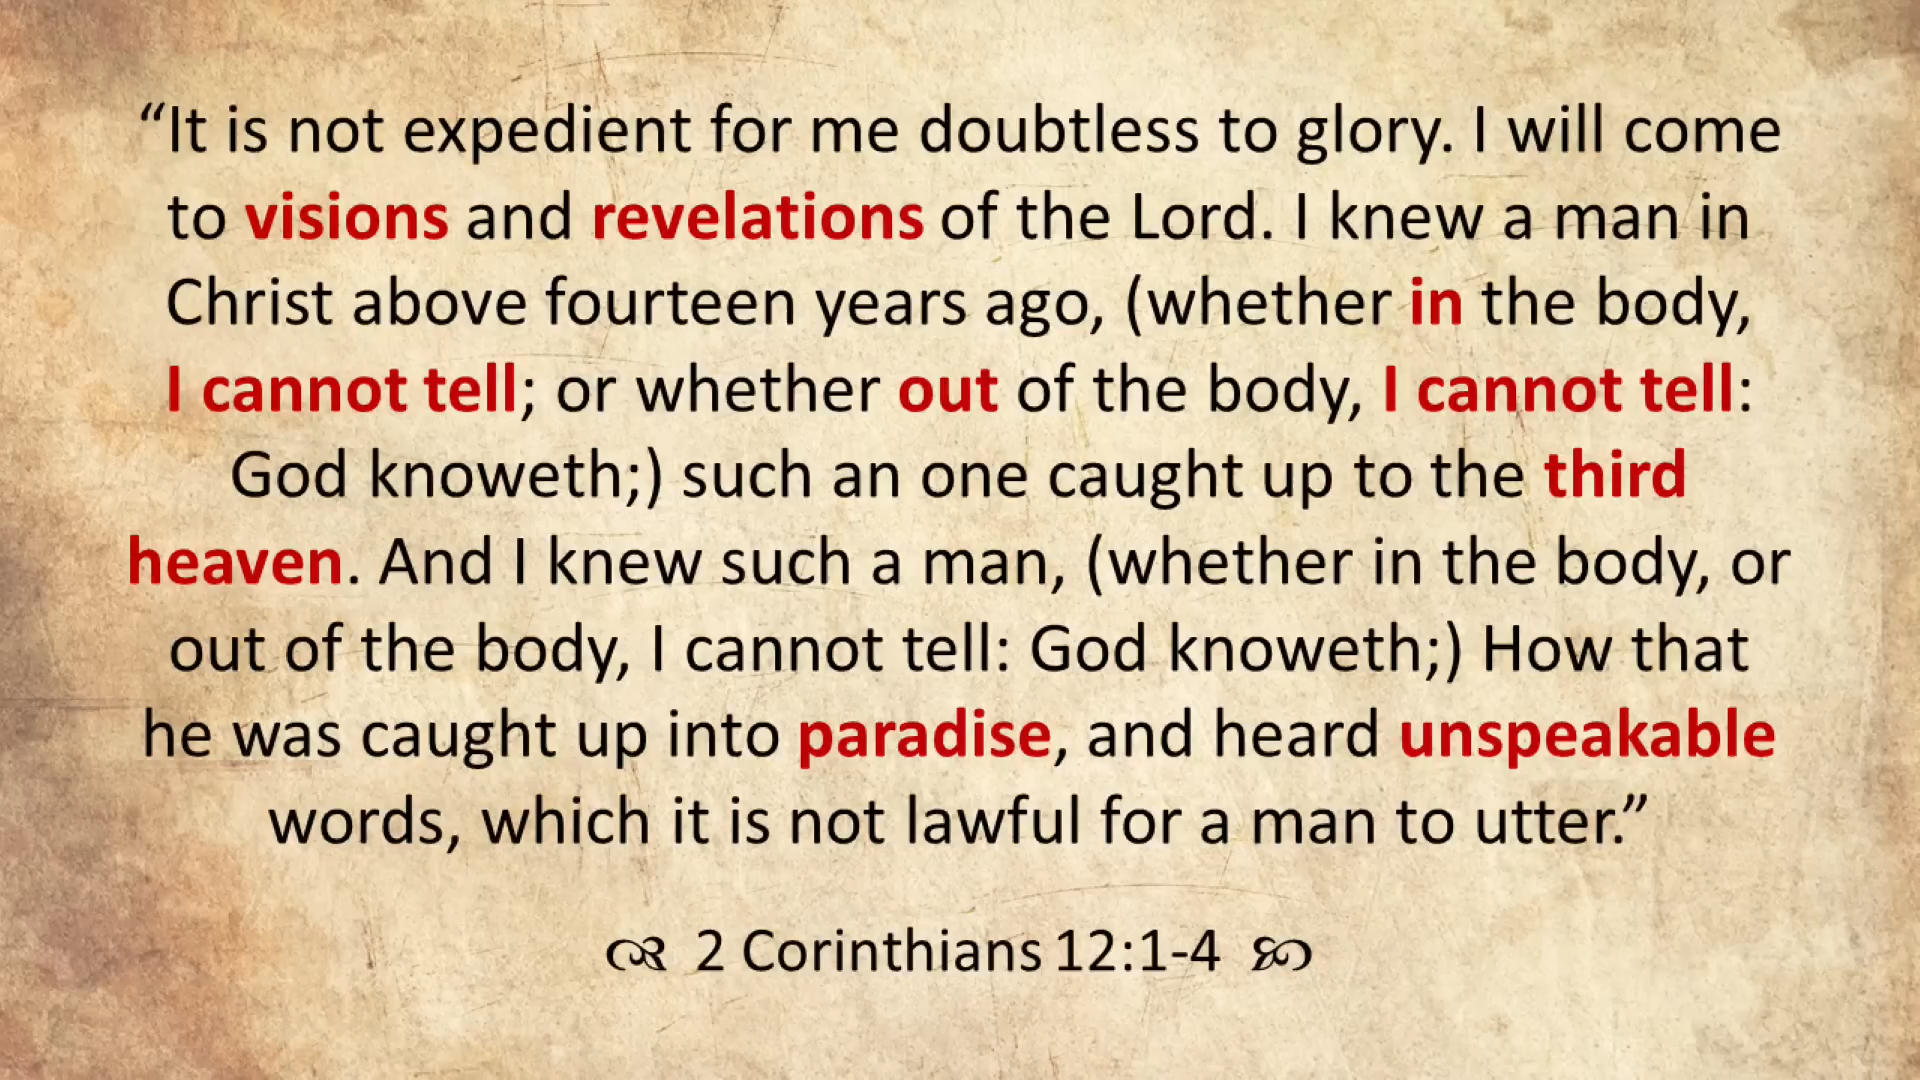 “It is not expedient for me doubtless to glory. I will come
to visions and revelations of the Lord. I knew a man in
Christ above fourteen years ago, (whether in the body,
I cannot tell; or whether out of the body, I cannot tell:
God knoweth;) such an one caught up to the third
heaven. And I knew such a man, (whether in the body, or
out of the body, I cannot tell: God knoweth;) How that
he was caught up into paradise, and heard unspeakable
words, which it is not lawful for a man to utter.”
2 Corinthians 12:1-4